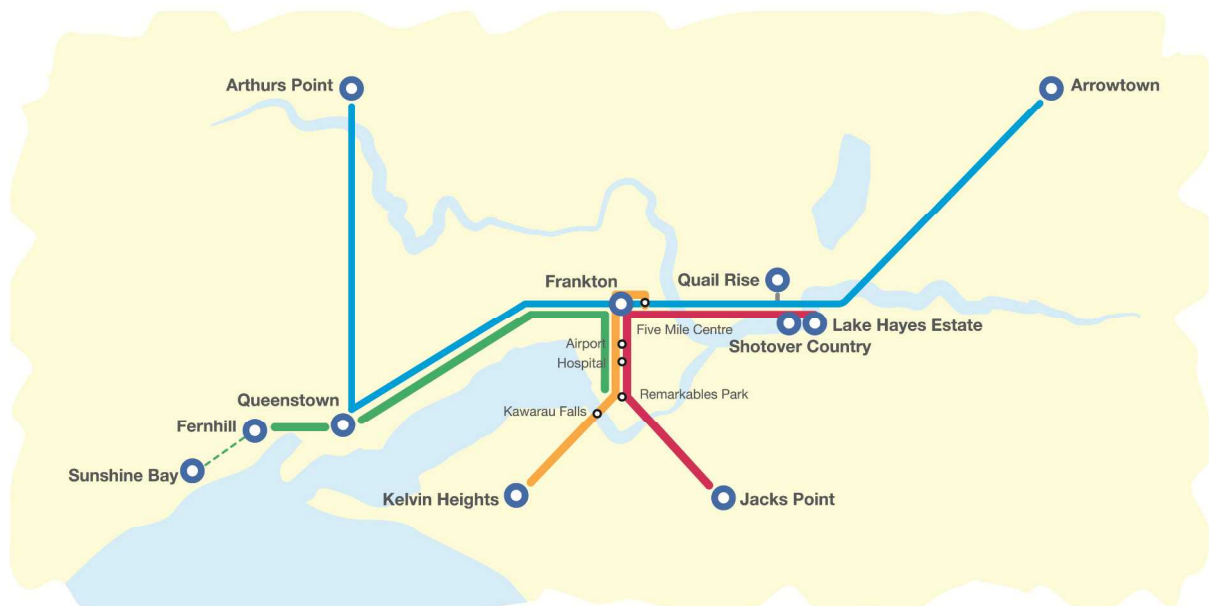 Arthurs Point
Arrowtown
Frankton
Quail Rise
Five Mile Centre
Lake Hayes Estate
Airport
Shotover Country
Hospital
Remarkables Park
Queenstown
Kawarau Falls
Fernhill
Sunshine Bay
Kelvin Heights
Jacks Point